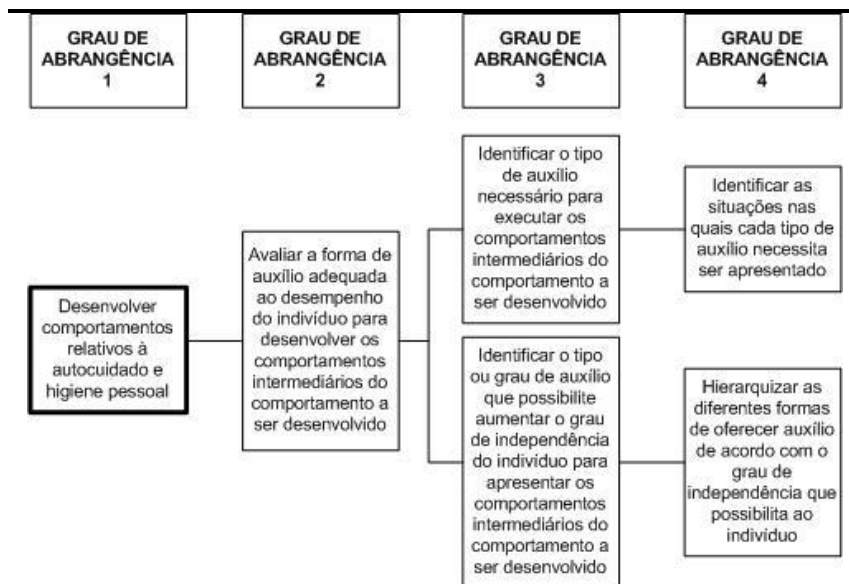 GRAU DE
ABRANGÊNCIA
1
GRAU DE
ABRANGÊNCIA
2
GRAU DE
ABRANGÊNCIA
3
GRAU DE
ABRANGÊNCIA
4
Desenvolver
comportamentos
relativos à
autocuidado e
higiene pessoal
Avaliar a forma de
auxílio adequada
ao desempenho
do indivíduo para
desenvolver os
comportamentos
intermediários do
comportamento a
ser desenvolvido
Identificar o tipo
de auxílio
necessário para
executar os
comportamentos
intermediários do
comportamento a
ser desenvolvido
Identificar as
situações nas
quais cada tipo de
auxílio necessita
ser apresentado
Identificar o tipo
ou grau de auxílio
que possibilite
aumentar o grau
de independência
do indivíduo para
apresentar os
comportamentos
intermediários do
comportamento a
ser desenvolvido
Hierarquizar as
diferentes formas
de oferecer auxílio
de acordo com o
grau de
independência que
possibilita ao
indivíduo